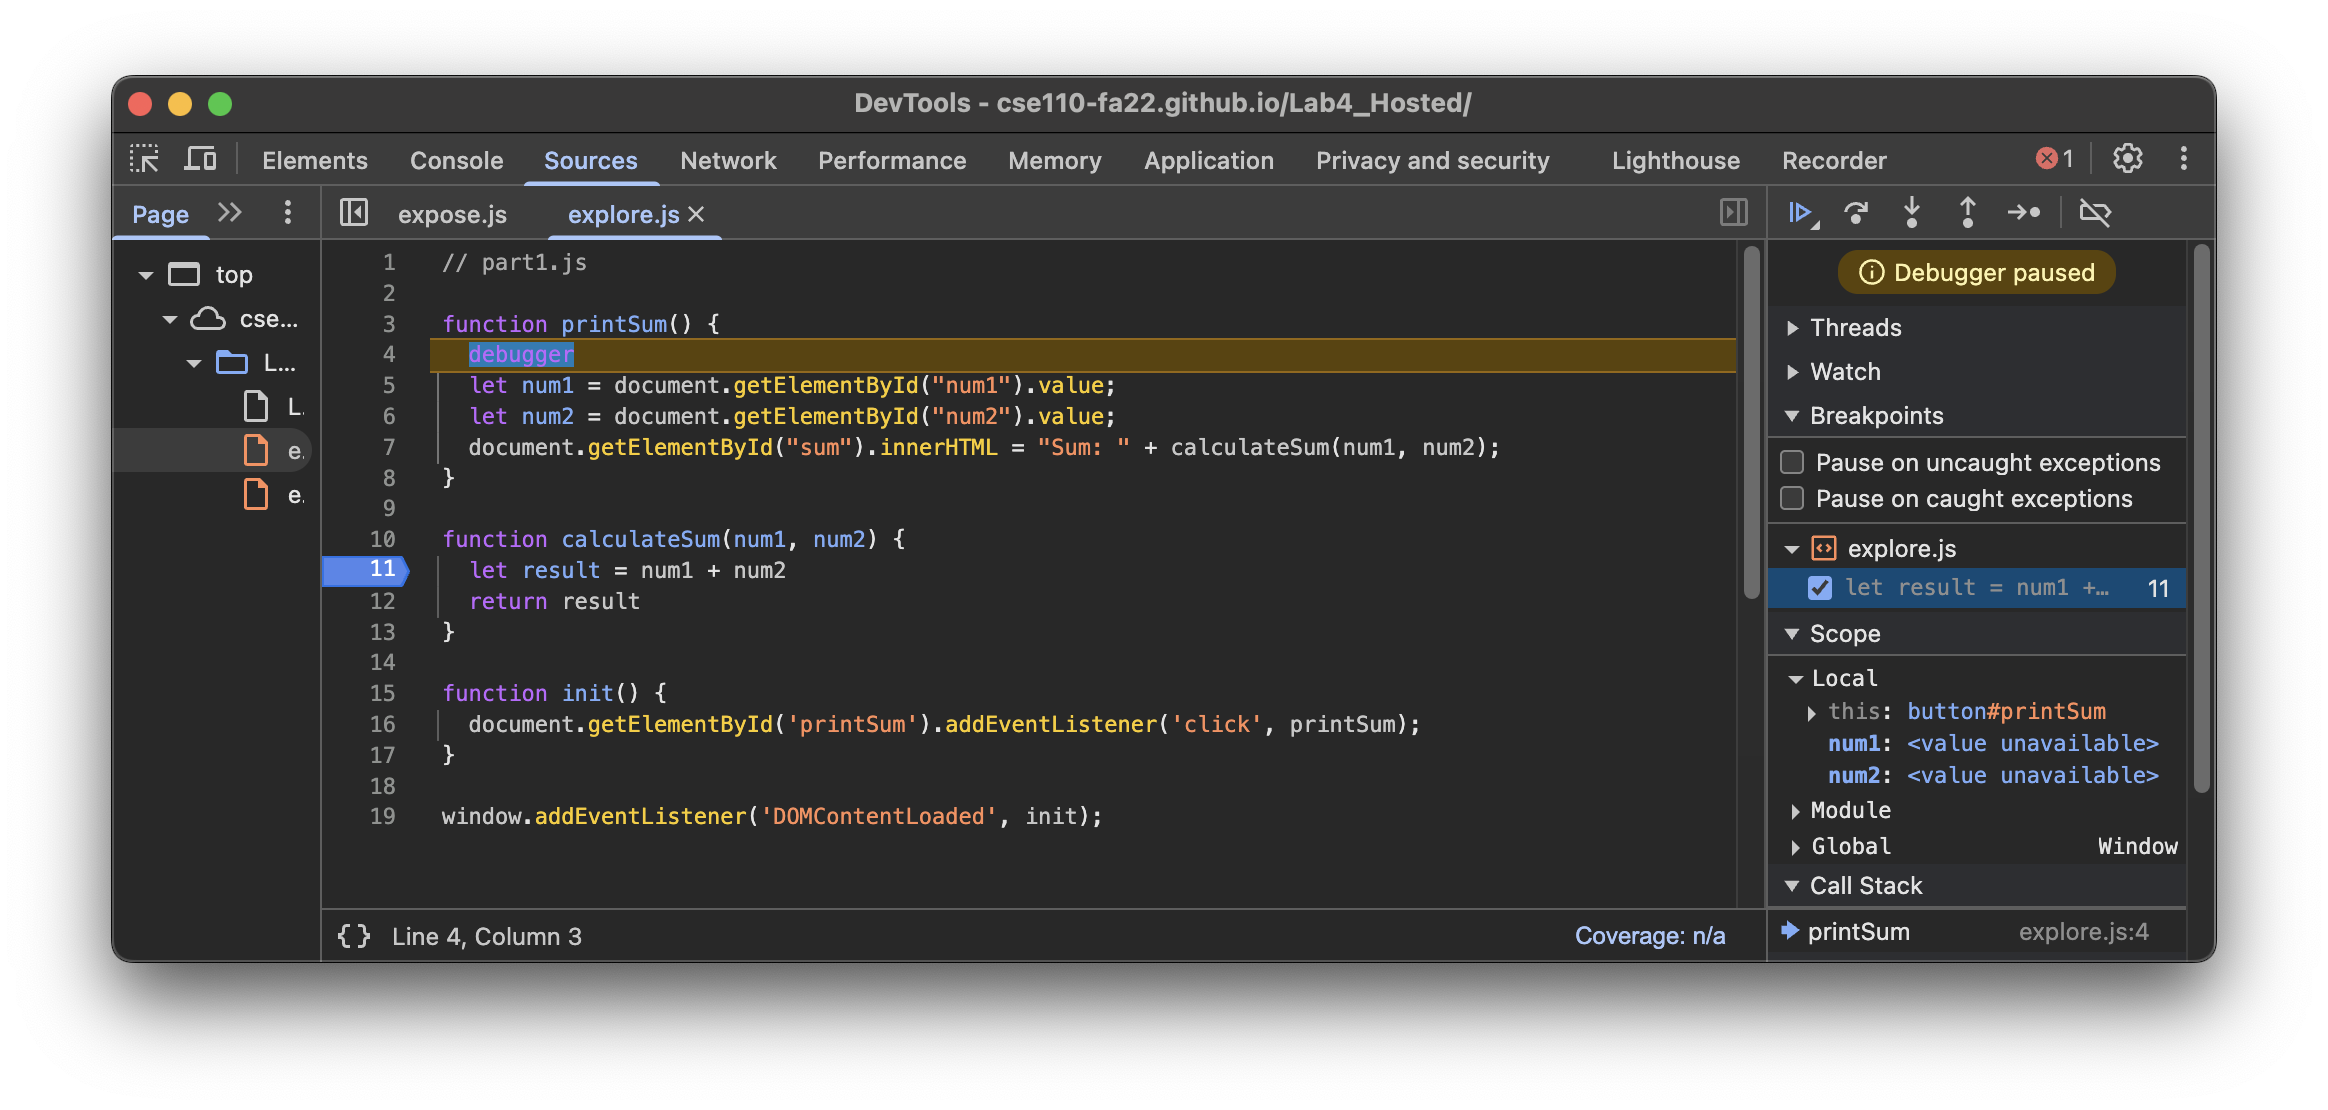 DevTools - cse110-fa22.github.io/Lab4_Hosted/
Elements Console Sources Network Performance Memory Application Privacy and security Lighthouse Recorder 1
Page
expose.js explore.js
top
cse...
L...
L.
e.
e.
1 // part1.js
2
3 function printSum() {
4 debugger
5 let num1 = document.getElementById("num1").value;
6 let num2 = document.getElementById("num2").value;
7 document.getElementById("sum").innerHTML = "Sum: " + calculateSum(num1, num2);
8 }
9
10 function calculateSum(num1, num2) {
11 let result = num1 + num2
12 return result
13 }
14
15 function init() {
16 document.getElementById('printSum').addEventListener('click', printSum);
17 }
18
19 window.addEventListener('DOMContentLoaded', init);
{} Line 4, Column 3
Coverage: n/a
Debugger paused
Threads
Watch
Breakpoints
Pause on uncaught exceptions
Pause on caught exceptions
explore.js
let result = num1 +… 11
Scope
Local
this: button#printSum
num1: <value unavailable>
num2: <value unavailable>
Module
Global Window
Call Stack
printSum explore.js:4